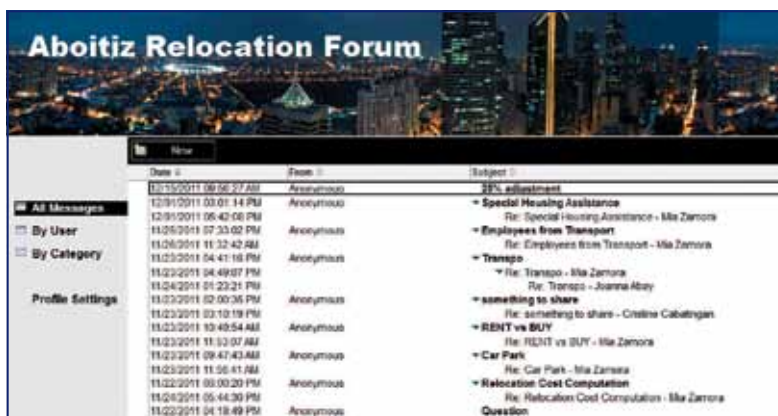 Aboitiz Relocation Forum
New
Date From Subject
12/15/2011 09:56:27 AM Anonymous 25% adjustment
12/01/2011 03:01:14 PM Anonymous Special Housing Assistance
12/01/2011 05:42:08 PM Re: Special Housing Assistance - Mia Zamora
11/25/2011 07:33:02 PM Anonymous Employees from Transport
11/26/2011 11:32:42 AM Re: Employees from Transport - Mia Zamora
11/23/2011 04:41:16 PM Anonymous Transpo
11/23/2011 04:49:07 PM Re: Transpo - Mia Zamora
11/24/2011 01:23:21 PM Re: Transpo - Joanna Abay
11/23/2011 02:00:35 PM Anonymous something to share
11/23/2011 03:10:19 PM Re: something to share - Cristine Cabatingan
11/23/2011 10:49:54 AM Anonymous RENT vs BUY
11/23/2011 11:53:07 AM Re: RENT vs BUY - Mia Zamora
11/23/2011 09:47:43 AM Anonymous Car Park
11/23/2011 11:56:41 AM Re: Car Park - Mia Zamora
11/22/2011 08:00:20 PM Anonymous Relocation Cost Computation
11/24/2011 05:44:30 PM Re: Relocation Cost Computation - Mia Zamora
11/22/2011 04:18:49 PM Anonymous Question
All Messages
By User
By Category
Profile Settings